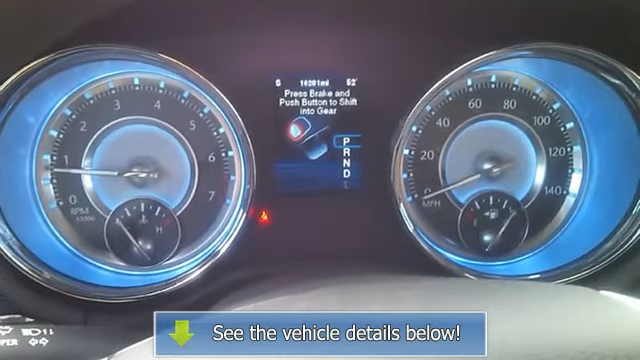 S 16281mi 52°
Press Brake and
Push Button to Shift
into Gear
P
R
N
D
L
0 1 2 3 4 5 6 7
RPM
X1000
H
0 20 40 60 80 100 120 140
MPH
See the vehicle details below!